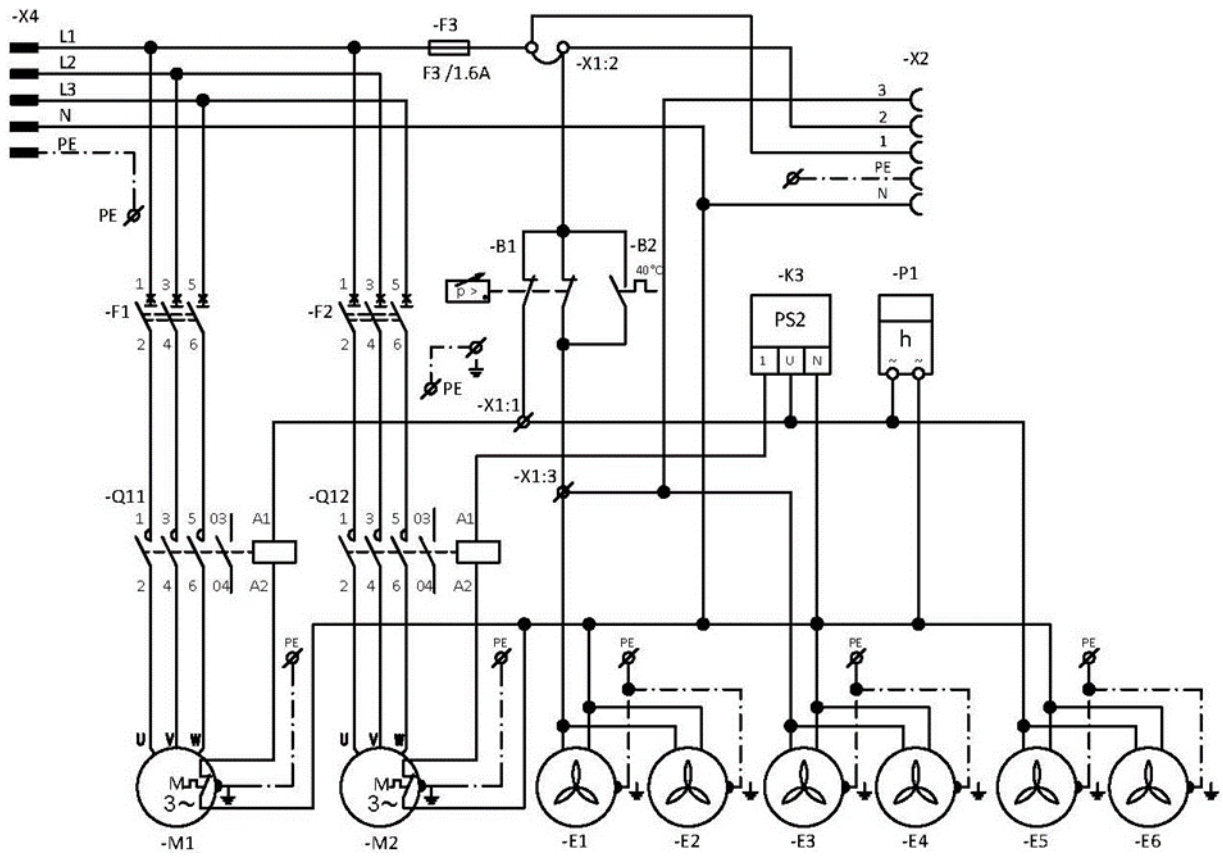 -X4
L1
-F3
L2
F3 /1.6A
-X1:2
-X2
L3
3
N
2
PE
1
PE
N
PE
-B1
-B2
40°C
-K3
-P1
1 3 5
1 3 5
p >
PS2
-F1
-F2
h
2 4 6
2 4 6
1 U N
~ ~
PE
-X1:1
-X1:3
-Q11
-Q12
1 3 5 03 A1
1 3 5 03 A1
2 4 6 04 A2
2 4 6 04 A2
PE
PE
PE
PE
PE
U V W
U V W
M
3~
M
3~
-M1
-M2
-E1
-E2
-E3
-E4
-E5
-E6